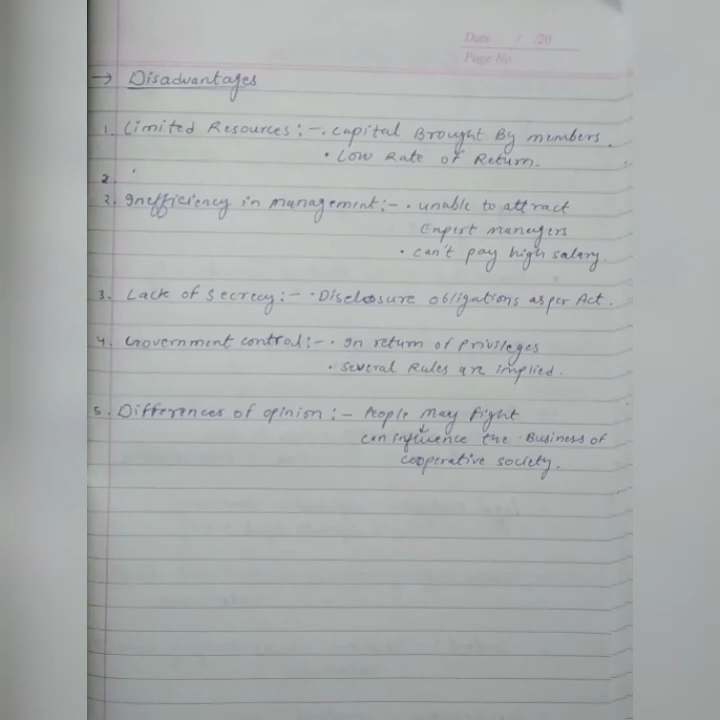 Date / /20
Page No.
→ Disadvantages
1. Limited Resources :- • Capital Brought By members.
• Low Rate of Return.
2. •
2. Inefficiency in management :- • unable to attract
Expert managers
• can't pay high salary
3. Lack of Secrecy :- • Disclosure obligations as per Act.
4. Government control :- • In return of privileges
• several Rules are implied.
5. Differences of opinion :- People may fight
↓
can influence the Business of
cooperative society.